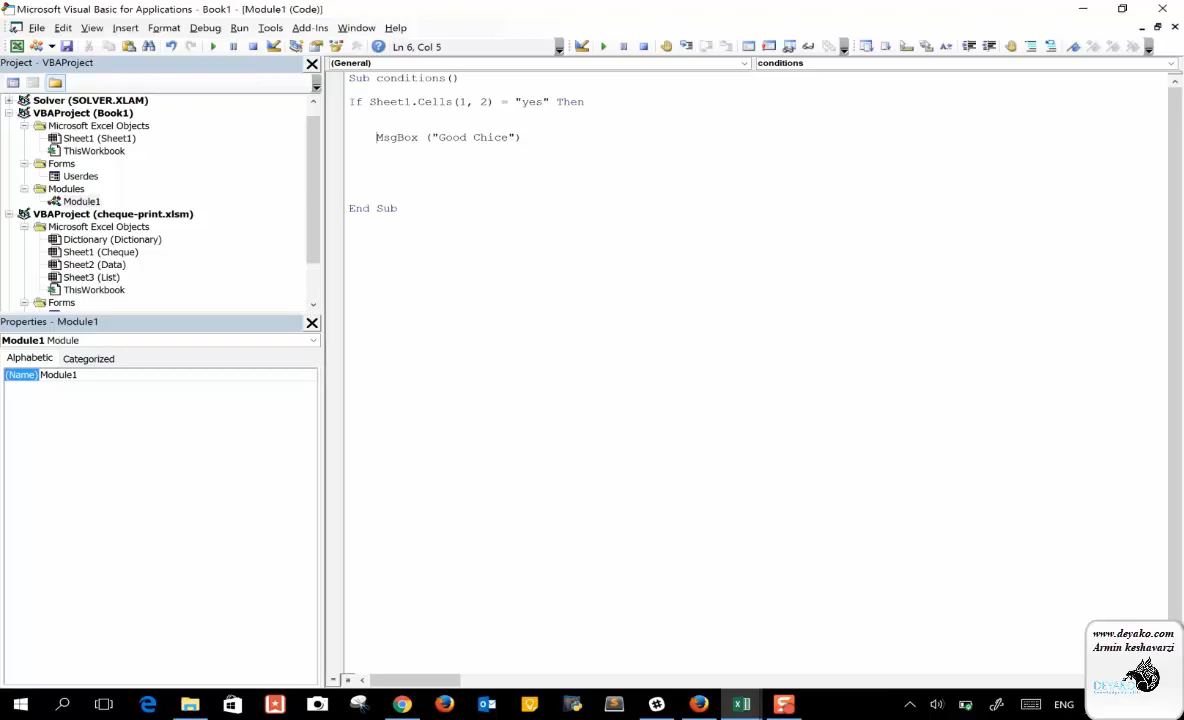 Microsoft Visual Basic for Applications - Book1 - [Module1 (Code)]
File Edit View Insert Format Debug Run Tools Add-Ins Window Help
Ln 6, Col 5
Project - VBAProject
(General) conditions
Solver (SOLVER.XLAM)
VBAProject (Book1)
Microsoft Excel Objects
Sheet1 (Sheet1)
ThisWorkbook
Forms
Userdes
Modules
Module1
VBAProject (cheque-print.xlsm)
Microsoft Excel Objects
Dictionary (Dictionary)
Sheet1 (Cheque)
Sheet2 (Data)
Sheet3 (List)
ThisWorkbook
Forms
Properties - Module1
Module1 Module
Alphabetic Categorized
(Name) Module1
Sub conditions()
If Sheet1.Cells(1, 2) = "yes" Then
MsgBox ("Good Chice")
End Sub
www.deyako.com
Armin keshavarzi
DEYAKO
ENG